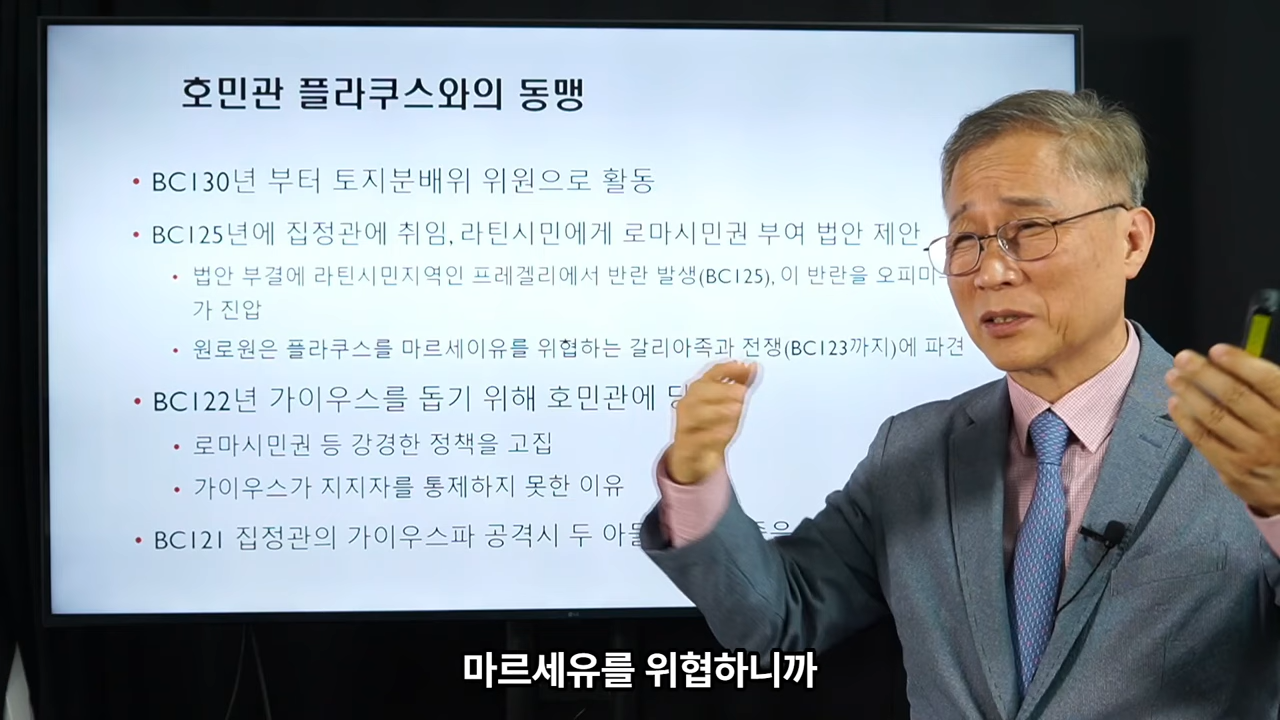 호민관 플라쿠스와의 동맹
• BC130년 부터 토지분배위 위원으로 활동
• BC125년에 집정관에 취임, 라틴시민에게 로마시민권 부여 법안 제안
• 법안 부결에 라틴시민지역인 프레겔리에서 반란 발생(BC125), 이 반란을 
가 진압
• 원로원은 플라쿠스를 마르세이유를 위협하는 갈리아족과 전쟁(BC123까지)에 파견
• BC122년 가이우스를 돕기 위해 호민관에
• 로마시민권 등 강경한 정책을 고집
• 가이우스가 지지자를 통제하지 못한 이유
• BC121 집정관의 가이우스파 공격시 두
LG
마르세유를 위협하니까